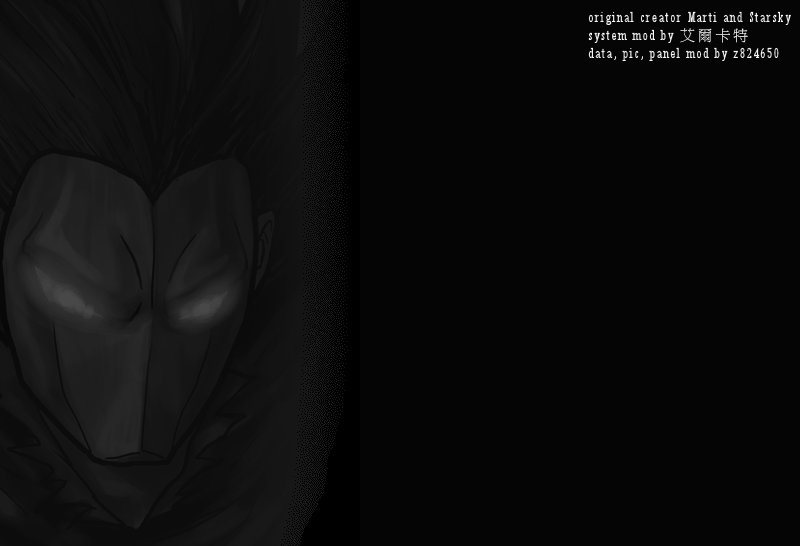 original creator Marti and Starsky
system mod by 艾爾卡特
data, pic, panel mod by z824650